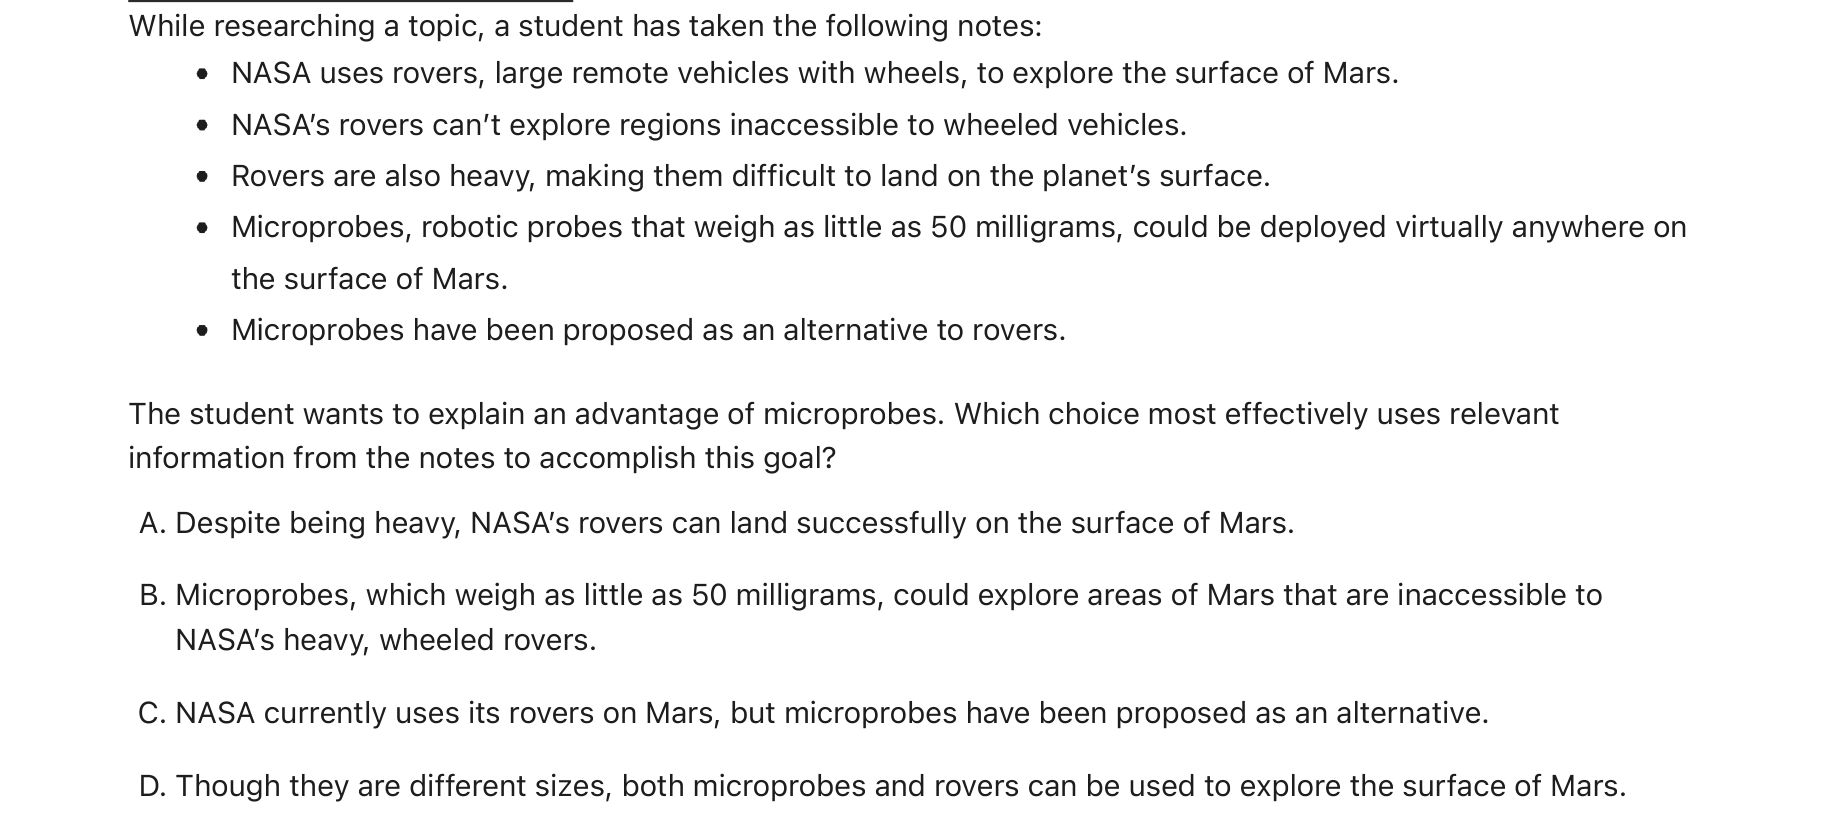 While researching a topic, a student has taken the following notes:
• NASA uses rovers, large remote vehicles with wheels, to explore the surface of Mars.
• NASA’s rovers can’t explore regions inaccessible to wheeled vehicles.
• Rovers are also heavy, making them difficult to land on the planet’s surface.
• Microprobes, robotic probes that weigh as little as 50 milligrams, could be deployed virtually anywhere on
the surface of Mars.
• Microprobes have been proposed as an alternative to rovers.
The student wants to explain an advantage of microprobes. Which choice most effectively uses relevant
information from the notes to accomplish this goal?
A. Despite being heavy, NASA’s rovers can land successfully on the surface of Mars.
B. Microprobes, which weigh as little as 50 milligrams, could explore areas of Mars that are inaccessible to
NASA’s heavy, wheeled rovers.
C. NASA currently uses its rovers on Mars, but microprobes have been proposed as an alternative.
D. Though they are different sizes, both microprobes and rovers can be used to explore the surface of Mars.